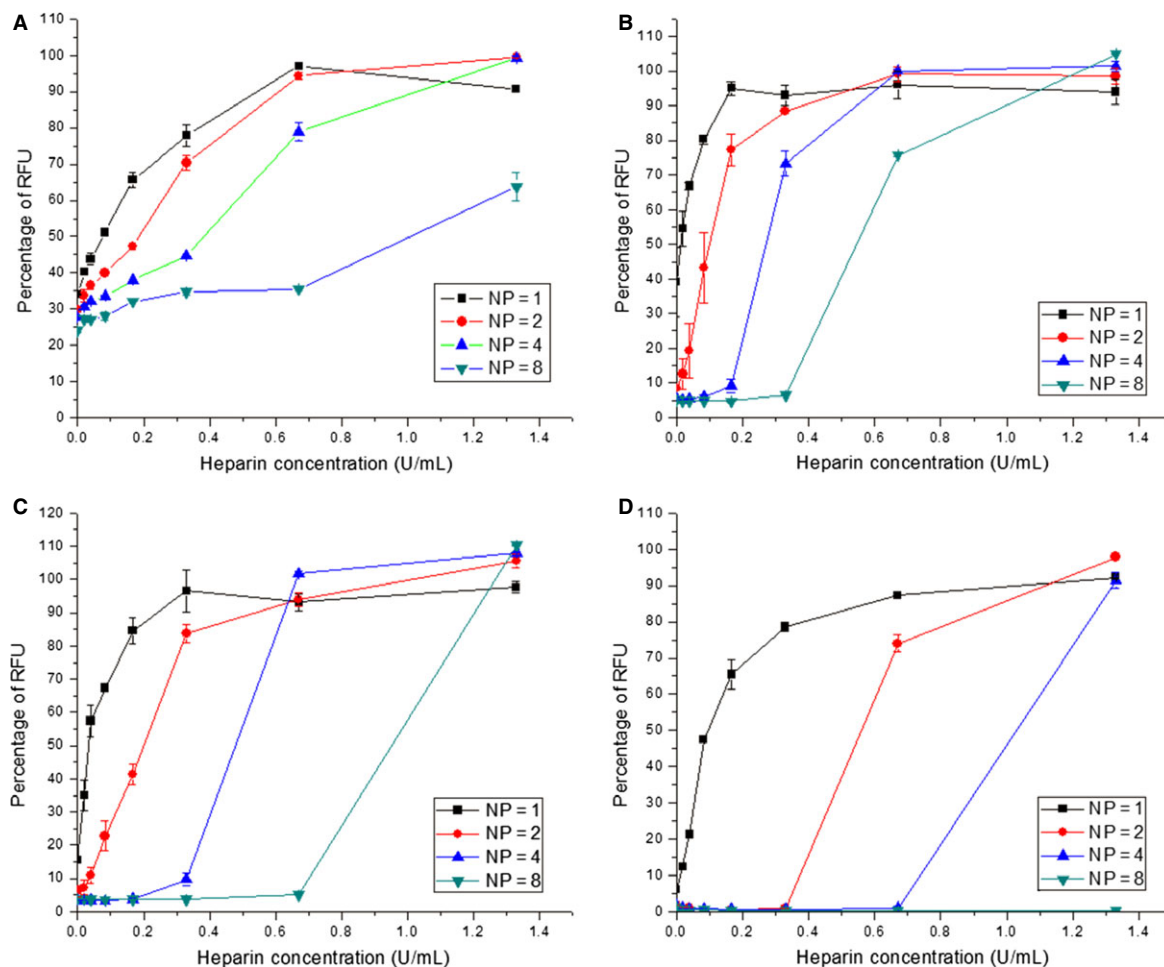 A
Percentage of RFU
110
100
90
80
70
60
50
40
30
20
10
0
0.0 0.2 0.4 0.6 0.8 1.0 1.2 1.4
Heparin concentration (U/mL)
NP = 1
NP = 2
NP = 4
NP = 8
B
Percentage of RFU
110
100
90
80
70
60
50
40
30
20
10
0
0.0 0.2 0.4 0.6 0.8 1.0 1.2 1.4
Heparin concentration (U/mL)
NP = 1
NP = 2
NP = 4
NP = 8
C
Percentage of RFU
120
110
100
90
80
70
60
50
40
30
20
10
0
0.0 0.2 0.4 0.6 0.8 1.0 1.2 1.4
Heparin concentration (U/mL)
NP = 1
NP = 2
NP = 4
NP = 8
D
Percentage of RFU
110
100
90
80
70
60
50
40
30
20
10
0
0.0 0.2 0.4 0.6 0.8 1.0 1.2 1.4
Heparin concentration (U/mL)
NP = 1
NP = 2
NP = 4
NP = 8